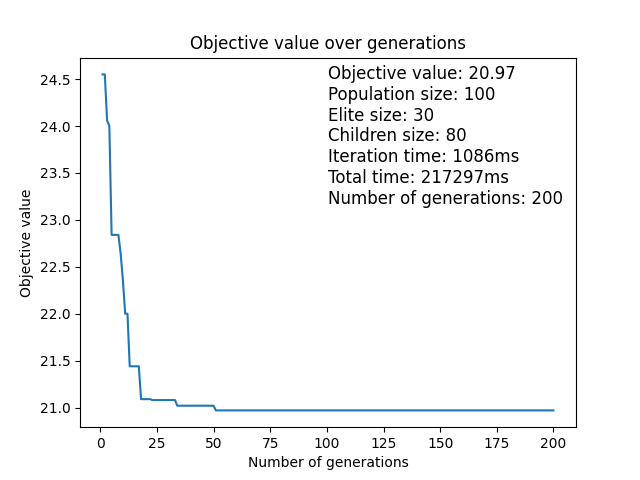 Objective value over generations
Objective value: 20.97
Population size: 100
Elite size: 30
Children size: 80
Iteration time: 1086ms
Total time: 217297ms
Number of generations: 200
Objective value
24.5
24.0
23.5
23.0
22.5
22.0
21.5
21.0
0 25 50 75 100 125 150 175 200
Number of generations